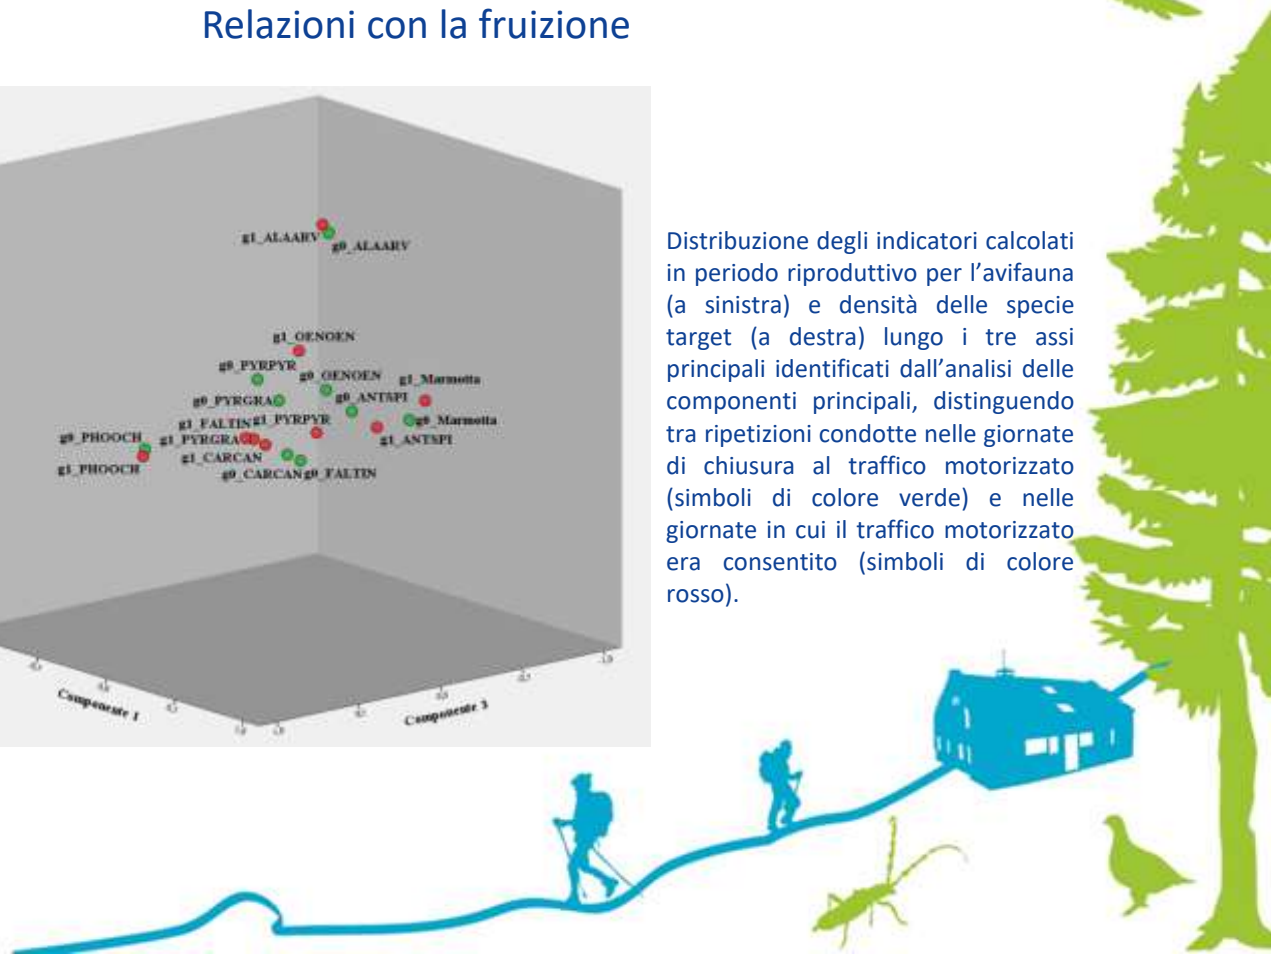 Relazioni con la fruizione
g1_ALAARV
g0_ALAARV
g1_OENOEN
g0_PYRPYR
g0_OENOEN
g1_Marmotta
g0_PYRGRA
g0_ANTSPI
g1_FALTIN
g1_PYRPYR
g0_Marmotta
g0_PHOOCH
g1_PYRGRA
g1_ANTSPI
g1_CARCAN
g1_PHOOCH
g0_CARCAN
g0_FALTIN
Componente 1
Componente 3
Distribuzione degli indicatori calcolati
in periodo riproduttivo per l’avifauna
(a sinistra) e densità delle specie
target (a destra) lungo i tre assi
principali identificati dall’analisi delle
componenti principali, distinguendo
tra ripetizioni condotte nelle giornate
di chiusura al traffico motorizzato
(simboli di colore verde) e nelle
giornate in cui il traffico motorizzato
era consentito (simboli di colore
rosso).